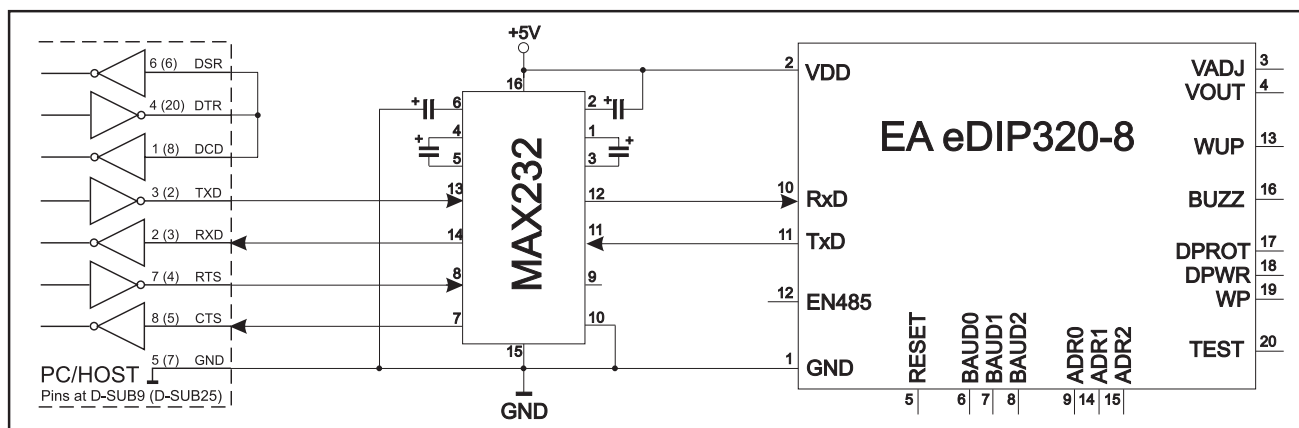 +5V
6 (6) DSR
4 (20) DTR
1 (8) DCD
3 (2) TXD
2 (3) RXD
7 (4) RTS
8 (5) CTS
5 (7) GND
PC/HOST
Pins at D-SUB9 (D-SUB25)
MAX232
16
+ 6
+ 4
5
13
14
8
7
15
2 +
1
3 +
12
11
9
10
GND
EA eDIP320-8
2 VDD
10 RxD
11 TxD
12 EN485
1 GND
RESET
5
BAUD0
6
BAUD1
7
BAUD2
8
ADR0
9
ADR1
14
ADR2
15
VADJ 3
VOUT 4
WUP 13
BUZZ 16
DPROT 17
DPWR 18
WP 19
TEST 20